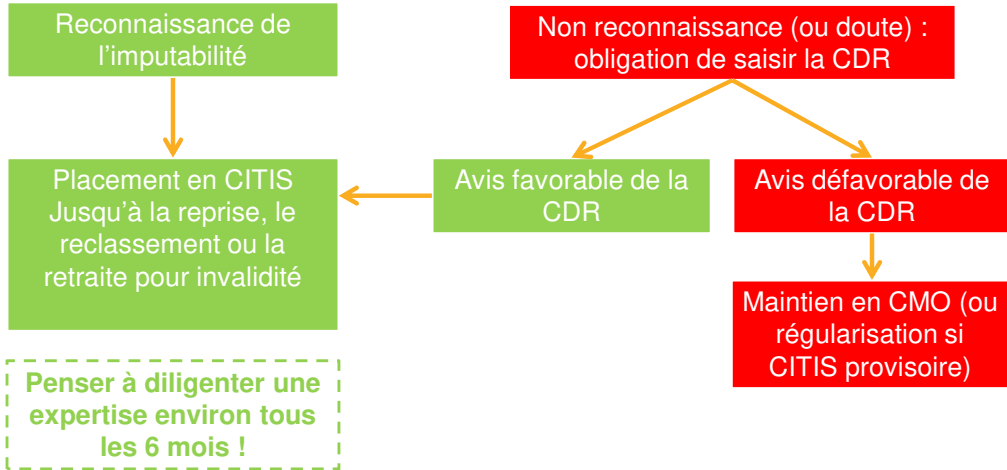 Reconnaissance de
l'imputabilité
Non reconnaissance (ou doute) :
obligation de saisir la CDR
Placement en CITIS
Jusqu'à la reprise, le
reclassement ou la
retraite pour invalidité
Avis favorable de la
CDR
Avis défavorable de
la CDR
Maintien en CMO (ou
régularisation si
CITIS provisoire)
Penser à diligenter une
expertise environ tous
les 6 mois !